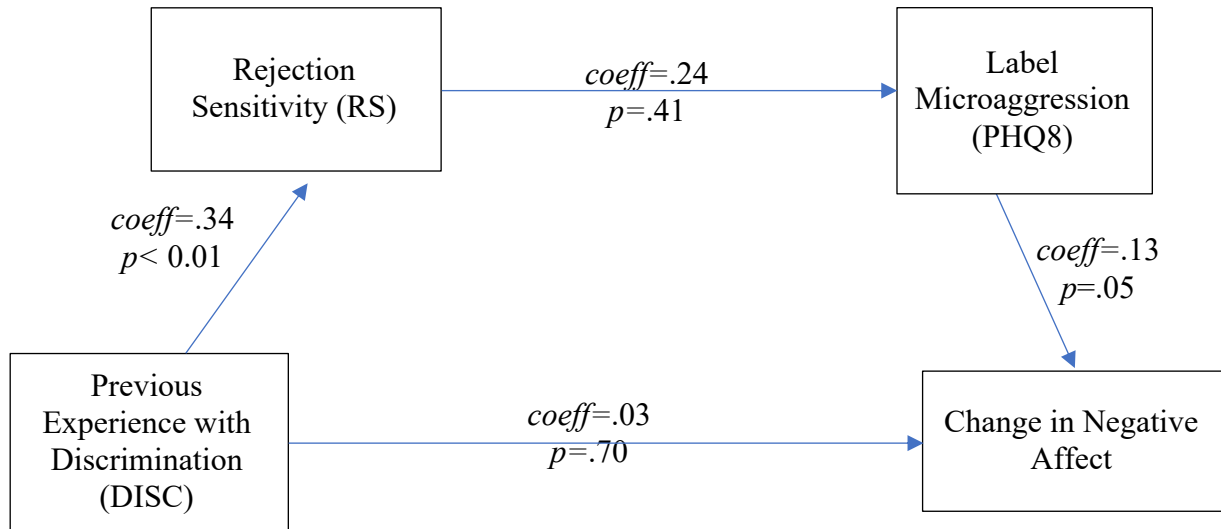 Rejection
Sensitivity (RS)
coeff=.24
p=.41
Label
Microaggression
(PHQ8)
coeff=.34
p< 0.01
coeff=.13
p=.05
Previous
Experience with
Discrimination
(DISC)
coeff=.03
p=.70
Change in Negative
Affect